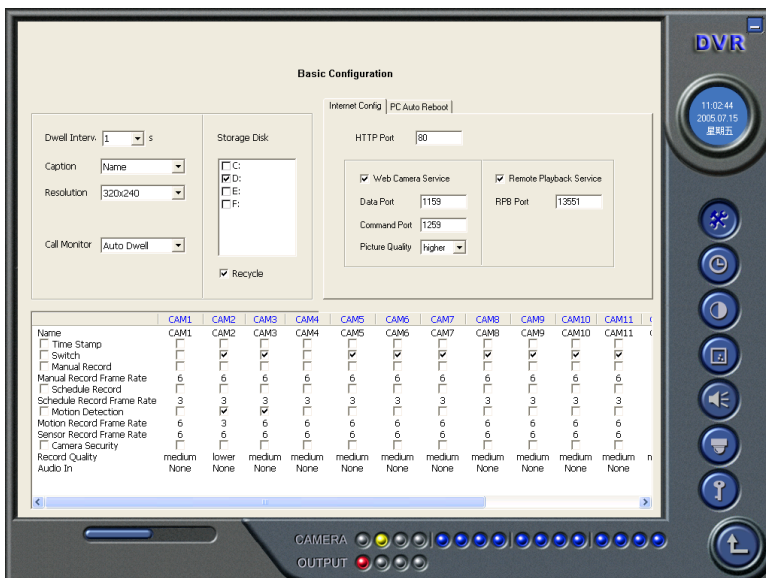 DVR
11:02:44
2005.07.15
星期五
Basic Configuration
Internet Config PC Auto Reboot
Dwell Interv. 1 s
Storage Disk
HTTP Port 80
Caption Name
C:
D:
E:
F:
Web Camera Service
Remote Playback Service
Resolution 320x240
Data Port 1159
RPB Port 13551
Command Port 1259
Call Monitor Auto Dwell
Picture Quality higher
Recycle
CAM1 CAM2 CAM3 CAM4 CAM5 CAM6 CAM7 CAM8 CAM9 CAM10 CAM11
Name CAM1 CAM2 CAM3 CAM4 CAM5 CAM6 CAM7 CAM8 CAM9 CAM10 CAM11
Time Stamp
Switch
Manual Record
Manual Record Frame Rate 6 6 6 6 6 6 6 6 6 6 6
Schedule Record
Schedule Record Frame Rate 3 3 3 3 3 3 3 3 3 3 3
Motion Detection
Motion Record Frame Rate 6 3 6 6 6 6 6 6 6 6 6
Sensor Record Frame Rate 6 6 6 6 6 6 6 6 6 6 6
Camera Security
Record Quality medium lower medium medium medium medium medium medium medium medium medium
Audio In None None None None None None None None None None None
CAMERA
OUTPUT